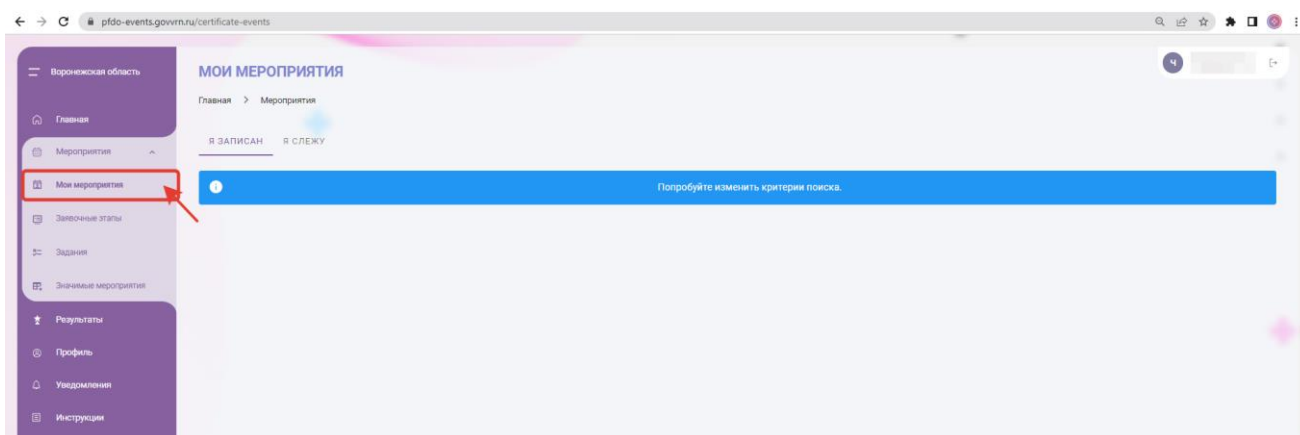 pfdo-events.govvrn.ru/certificate-events
Воронежская область
Главная
Мероприятия
Мои мероприятия
Заявочные этапы
Задания
Значимые мероприятия
Результаты
Профиль
Уведомления
Инструкции
МОИ МЕРОПРИЯТИЯ
Главная > Мероприятия
Я ЗАПИСАН Я СЛЕЖУ
Попробуйте изменить критерии поиска.
Ч